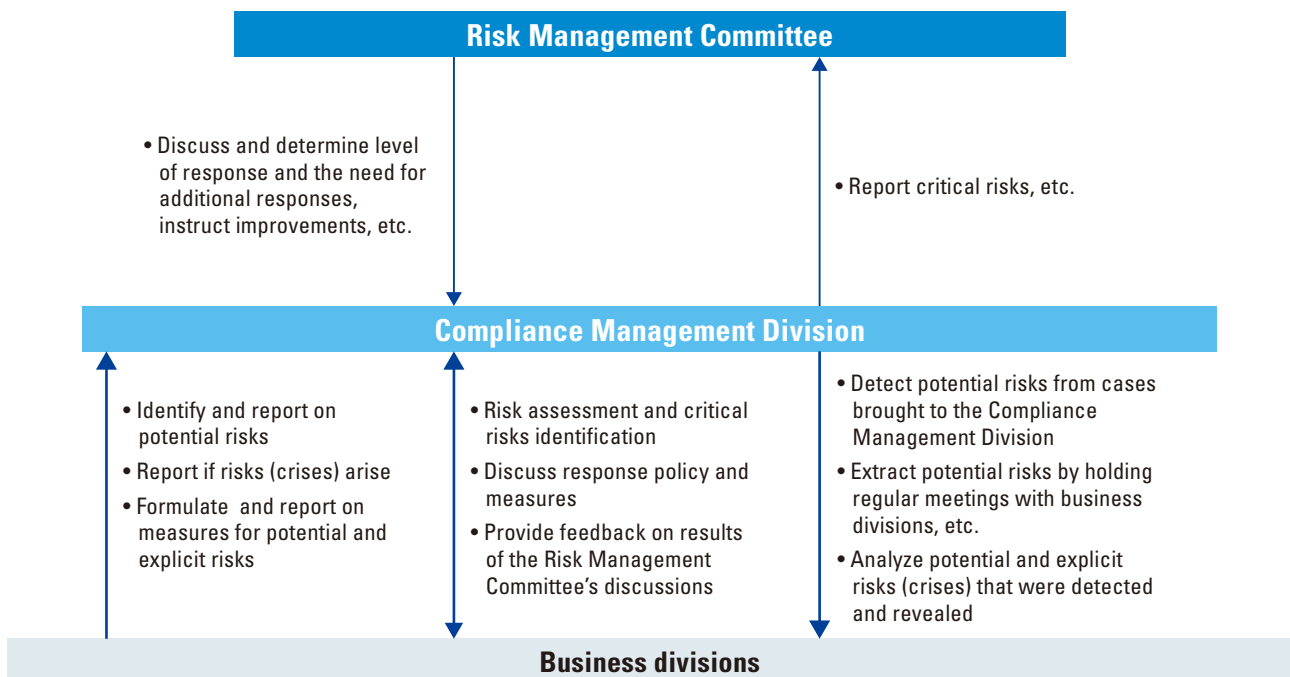 Risk Management Committee
• Discuss and determine level
of response and the need for
additional responses,
instruct improvements, etc.
• Report critical risks, etc.
Compliance Management Division
• Identify and report on
potential risks
• Report if risks (crises) arise
• Formulate  and report on
measures for potential and
explicit risks
• Risk assessment and critical
risks identification
• Discuss response policy and
measures
• Provide feedback on results
of the Risk Management
Committee’s discussions
• Detect potential risks from cases
brought to the Compliance
Management Division
• Extract potential risks by holding
regular meetings with business
divisions, etc.
• Analyze potential and explicit
risks (crises) that were detected
and revealed
Business divisions